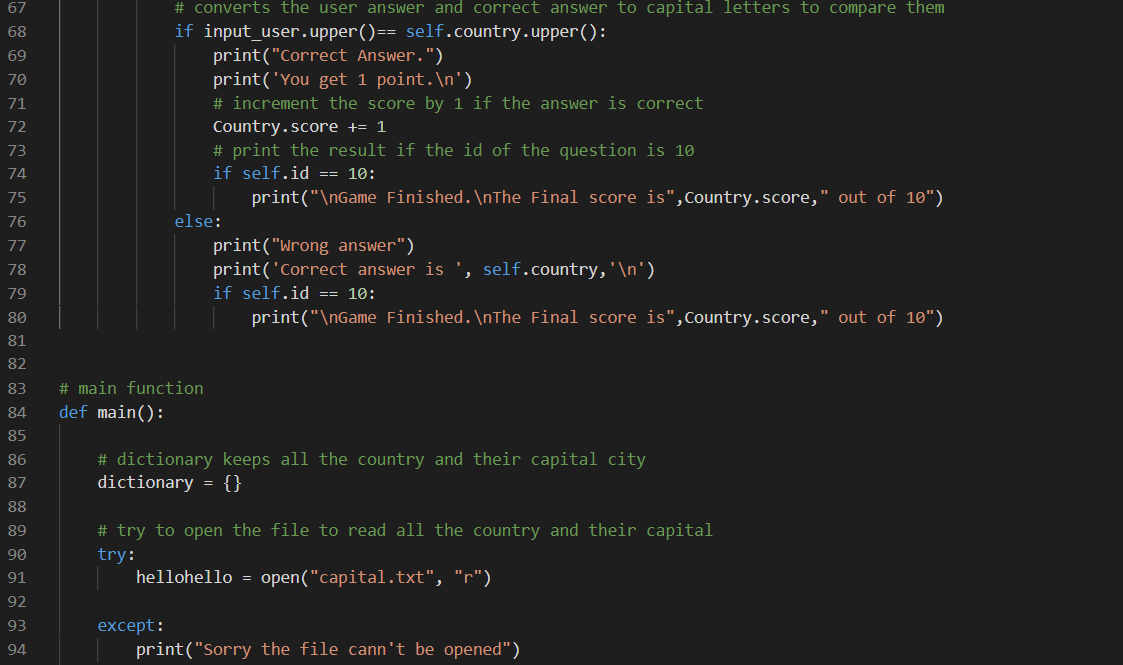 67 # converts the user answer and correct answer to capital letters to compare them
68 if input_user.upper()== self.country.upper():
69 print("Correct Answer.")
70 print('You get 1 point.\n')
71 # increment the score by 1 if the answer is correct
72 Country.score += 1
73 # print the result if the id of the question is 10
74 if self.id == 10:
75 print("\nGame Finished.\nThe Final score is",Country.score," out of 10")
76 else:
77 print("Wrong answer")
78 print('Correct answer is ', self.country,'\n')
79 if self.id == 10:
80 print("\nGame Finished.\nThe Final score is",Country.score," out of 10")
81
82
83 # main function
84 def main():
85
86 # dictionary keeps all the country and their capital city
87 dictionary = {}
88
89 # try to open the file to read all the country and their capital
90 try:
91 hellohello = open("capital.txt", "r")
92
93 except:
94 print("Sorry the file cann't be opened")